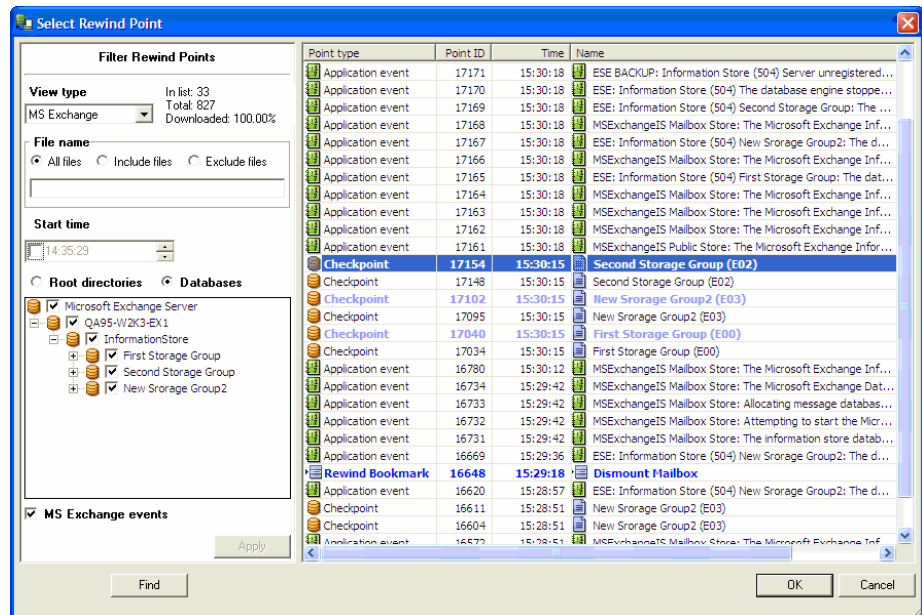 Select Rewind Point
Filter Rewind Points
View type
In list: 33
Total: 827
MS Exchange
Downloaded: 100.00%
File name
All files Include files Exclude files
Start time
14:35:29
Root directories Databases
Microsoft Exchange Server
QA95-W2K3-EX1
InformationStore
First Storage Group
Second Storage Group
New Srorage Group2
MS Exchange events
Apply
Point type Point ID Time Name
Application event 17171 15:30:18 ESE BACKUP: Information Store (504) Server unregistered...
Application event 17170 15:30:18 ESE: Information Store (504) The database engine stoppe...
Application event 17169 15:30:18 ESE: Information Store (504) Second Storage Group: The ...
Application event 17168 15:30:18 MSExchangeIS Mailbox Store: The Microsoft Exchange Inf...
Application event 17167 15:30:18 ESE: Information Store (504) New Srorage Group2: The d...
Application event 17166 15:30:18 MSExchangeIS Mailbox Store: The Microsoft Exchange Inf...
Application event 17165 15:30:18 ESE: Information Store (504) First Storage Group: The dat...
Application event 17164 15:30:18 MSExchangeIS Mailbox Store: The Microsoft Exchange Inf...
Application event 17163 15:30:18 MSExchangeIS Mailbox Store: The Microsoft Exchange Inf...
Application event 17162 15:30:18 MSExchangeIS Mailbox Store: The Microsoft Exchange Inf...
Application event 17161 15:30:18 MSExchangeIS Public Store: The Microsoft Exchange Infor...
Checkpoint 17154 15:30:15 Second Storage Group (E02)
Checkpoint 17148 15:30:15 Second Storage Group (E02)
Checkpoint 17102 15:30:15 New Srorage Group2 (E03)
Checkpoint 17095 15:30:15 New Srorage Group2 (E03)
Checkpoint 17040 15:30:15 First Storage Group (E00)
Checkpoint 17034 15:30:15 First Storage Group (E00)
Application event 16780 15:30:12 MSExchangeIS Mailbox Store: The Microsoft Exchange Inf...
Application event 16734 15:29:42 MSExchangeIS Mailbox Store: The Microsoft Exchange Dat...
Application event 16733 15:29:42 MSExchangeIS Mailbox Store: Allocating message databas...
Application event 16732 15:29:42 MSExchangeIS Mailbox Store: Attempting to start the Micr...
Application event 16731 15:29:42 MSExchangeIS Mailbox Store: The information store datab...
Application event 16669 15:29:36 ESE: Information Store (504) New Srorage Group2: The d...
Rewind Bookmark 16648 15:29:18 Dismount Mailbox
Application event 16620 15:28:57 ESE: Information Store (504) New Srorage Group2: The d...
Checkpoint 16611 15:28:51 New Srorage Group2 (E03)
Checkpoint 16604 15:28:51 New Srorage Group2 (E03)
Application event 16572 15:28:51 MSExchangeIS Mailbox Store: The Microsoft Exchange Inf...
Find OK Cancel